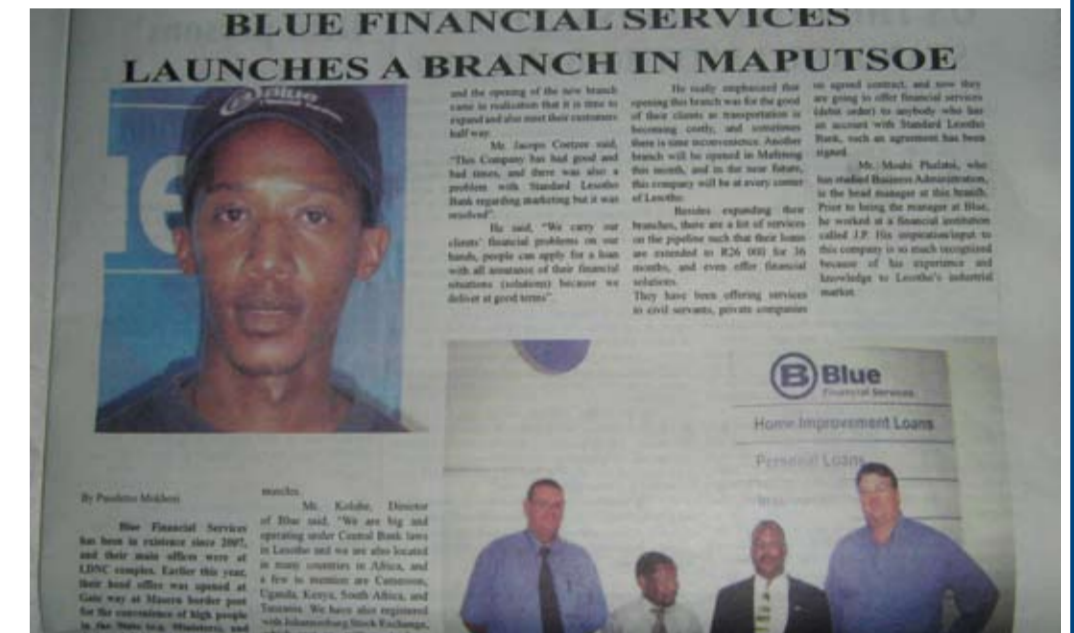 BLUE FINANCIAL SERVICES
LAUNCHES A BRANCH IN MAPUTSOE
Blue
By
Mokheni
Blue Financial Services
has been in existence since 2007,
and their main offices were at
LDNC complex. Earlier this year,
their head office was opened at
Gate way at Maseru border post
for the convenience of high people
in the State (e.g. Ministers), and
muscles.
Mr. Kolobe, Director
of Blue said, "We are big and
operating under Central Bank laws
in Lesotho and we are also located
in many countries in Africa, and
a few to mention are Cameroon,
Uganda, Kenya, South Africa, and
Tanzania. We have also registered
with Johannesburg Stock Exchange,
and the opening of the new branch
came to realization that it is time to
expand and also meet their customers
half way.
Mr. Jacops Coetzee said,
"This Company has had good and
bad times, and there was also a
problem with Standard Lesotho
Bank regarding marketing but it was
resolved".
He said, "We carry our
clients' financial problems on our
hands, people can apply for a loan
with all assurance of their financial
situations (solutions) because we
deliver at good terms"
He really emphasized that
opening this branch was for the good
of their clients as transportation is
becoming costly, and sometimes
there is time inconvenience. Another
branch will be opened in Mafeteng
this month, and in the near future,
this company will be at every corner
of Lesotho.
Besides expanding their
branches, there are a lot of services
on the pipeline such that their loans
are extended to R26 000 for 36
months, and even offer financial
solutions.
They have been offering services
to civil servants, private companies
on agreed contract, and now they
are going to offer financial services
(debit order) to anybody who has
an account with Standard Lesotho
Bank, such an agreement has been
signed.
Mr. Moshi Phafatsi, who
has studied Business Administration,
is the head manager at this branch.
Prior to being the manager at Blue,
he worked at a financial institution
called J.P. His inspiration/input to
this company is so much recognized
because of his experience and
knowledge to Lesotho's industrial
market.
B Blue
Financial Services
Home Improvement Loans
Personal Loans